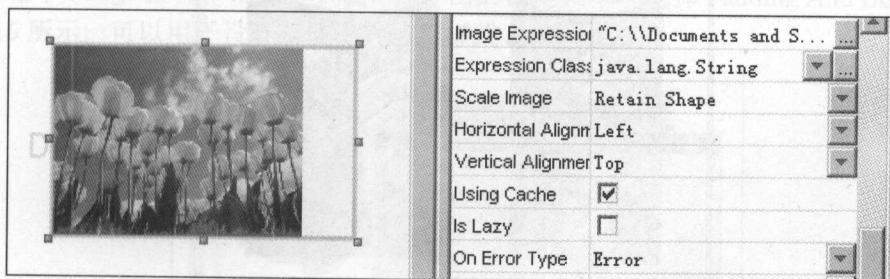 Image Expression "C:\\Documents and S... ...
Expression Class java.lang.String ...
Scale Image Retain Shape
Horizontal Alignm Left
Vertical Alignmer Top
Using Cache
Is Lazy
On Error Type Error